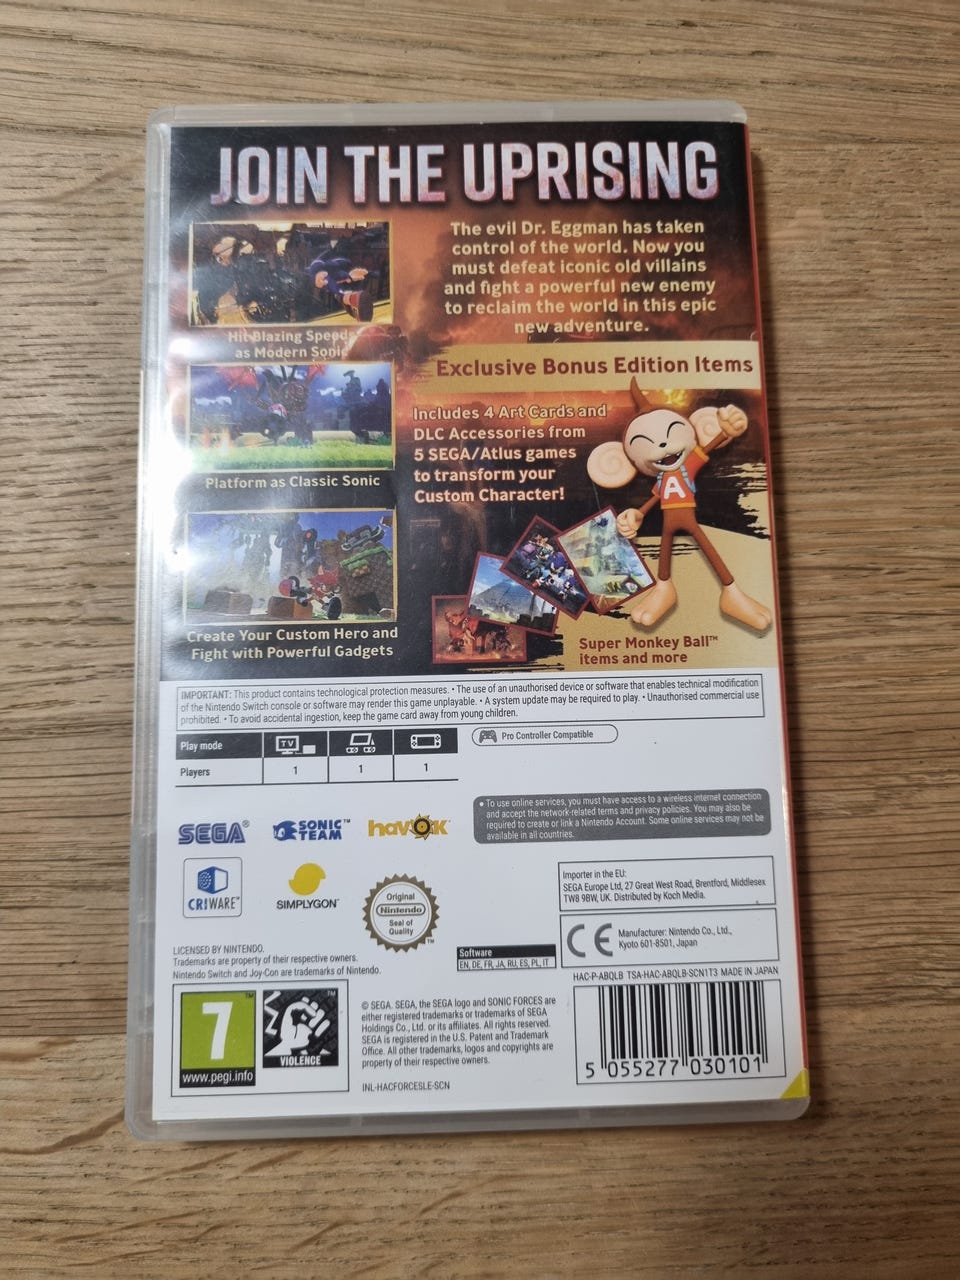 JOIN THE UPRISING
The evil Dr. Eggman has taken
control of the world. Now you
must defeat iconic old villains
and fight a powerful new enemy
to reclaim the world in this epic
new adventure.
Hit Blazing Speeds
as Modern Sonic
Exclusive Bonus Edition Items
Includes 4 Art Cards and
DLC Accessories from
5 SEGA/Atlus games
to transform your
Custom Character!
A
Platform as Classic Sonic
Create Your Custom Hero and
Fight with Powerful Gadgets
Super Monkey Ball™
items and more
IMPORTANT: This product contains technological protection measures. • The use of an unauthorised device or software that enables technical modification
of the Nintendo Switch console or software may render this game unplayable. • A system update may be required to play. • Unauthorised commercial use
prohibited. • To avoid accidental ingestion, keep the game card away from young children.
Play mode TV
Players 1 1 1
Pro Controller Compatible
• To use online services, you must have access to a wireless internet connection
and accept the network-related terms and privacy policies. You may also be
required to create or link a Nintendo Account. Some online services may not be
available in all countries.
SEGA®
SONIC TEAM™
havok
CRIWARE™
SIMPLYGON™
Original
Nintendo
Seal of
Quality
™
Importer in the EU:
SEGA Europe Ltd, 27 Great West Road, Brentford, Middlesex
TW8 9BW, UK. Distributed by Koch Media.
CE
Manufacturer: Nintendo Co., Ltd.,
Kyoto 601-8501, Japan
LICENSED BY NINTENDO.
Trademarks are property of their respective owners.
Nintendo Switch and Joy-Con are trademarks of Nintendo.
Software
EN, DE, FR, JA, RU, ES, PL, IT
HAC-P-ABQLB TSA-HAC-ABQLB-SCN1T3 MADE IN JAPAN
7
™
www.pegi.info
™
VIOLENCE
© SEGA. SEGA, the SEGA logo and SONIC FORCES are
either registered trademarks or trademarks of SEGA
Holdings Co., Ltd. or its affiliates. All rights reserved.
SEGA is registered in the U.S. Patent and Trademark
Office. All other trademarks, logos and copyrights are
property of their respective owners.
INL-HACFORCESLE-SCN
5 055277 030101